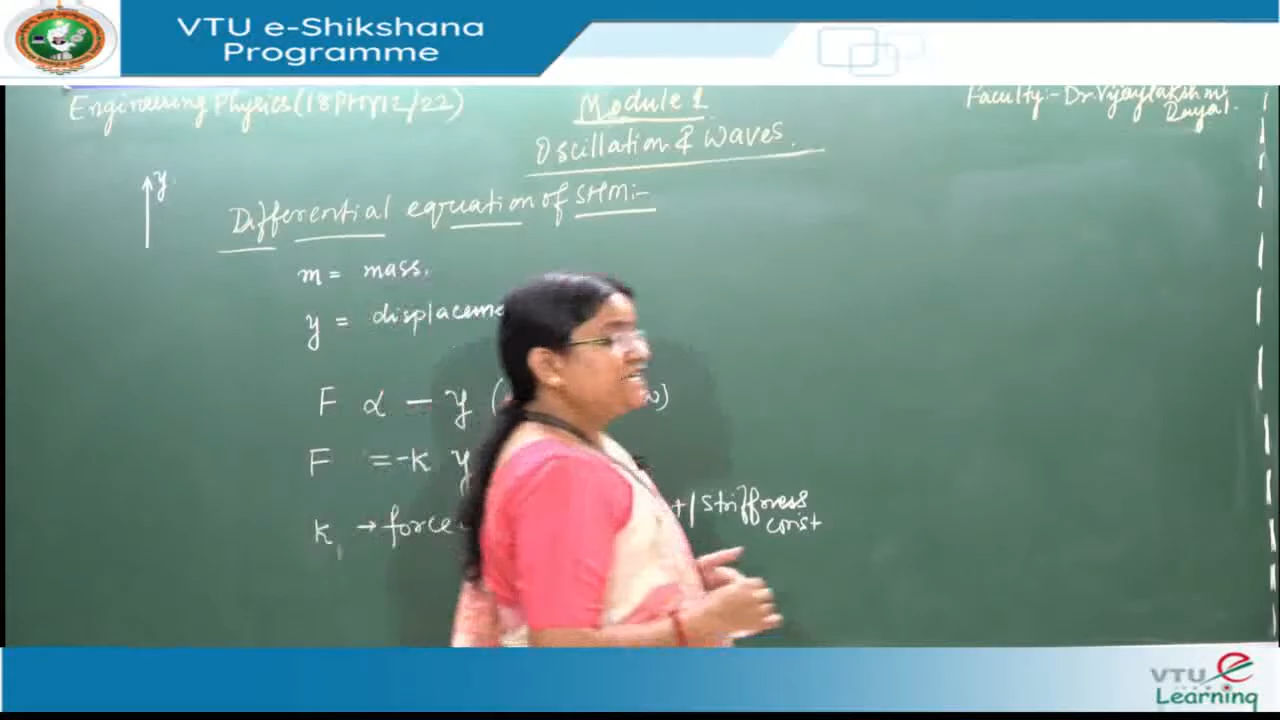 VTU e-Shikshana
Programme
Engineering Physics (18PHY12/22)
Module 1
Faculty:- Dr. Vijaylakshmi
Dayal.
Oscillation & Waves.
y
Differential equation of SHM:-
m = mass.
y = displaceme
F α - y (
F = -K y
K, → force
t / Stiffness
const
VTU e
Learning